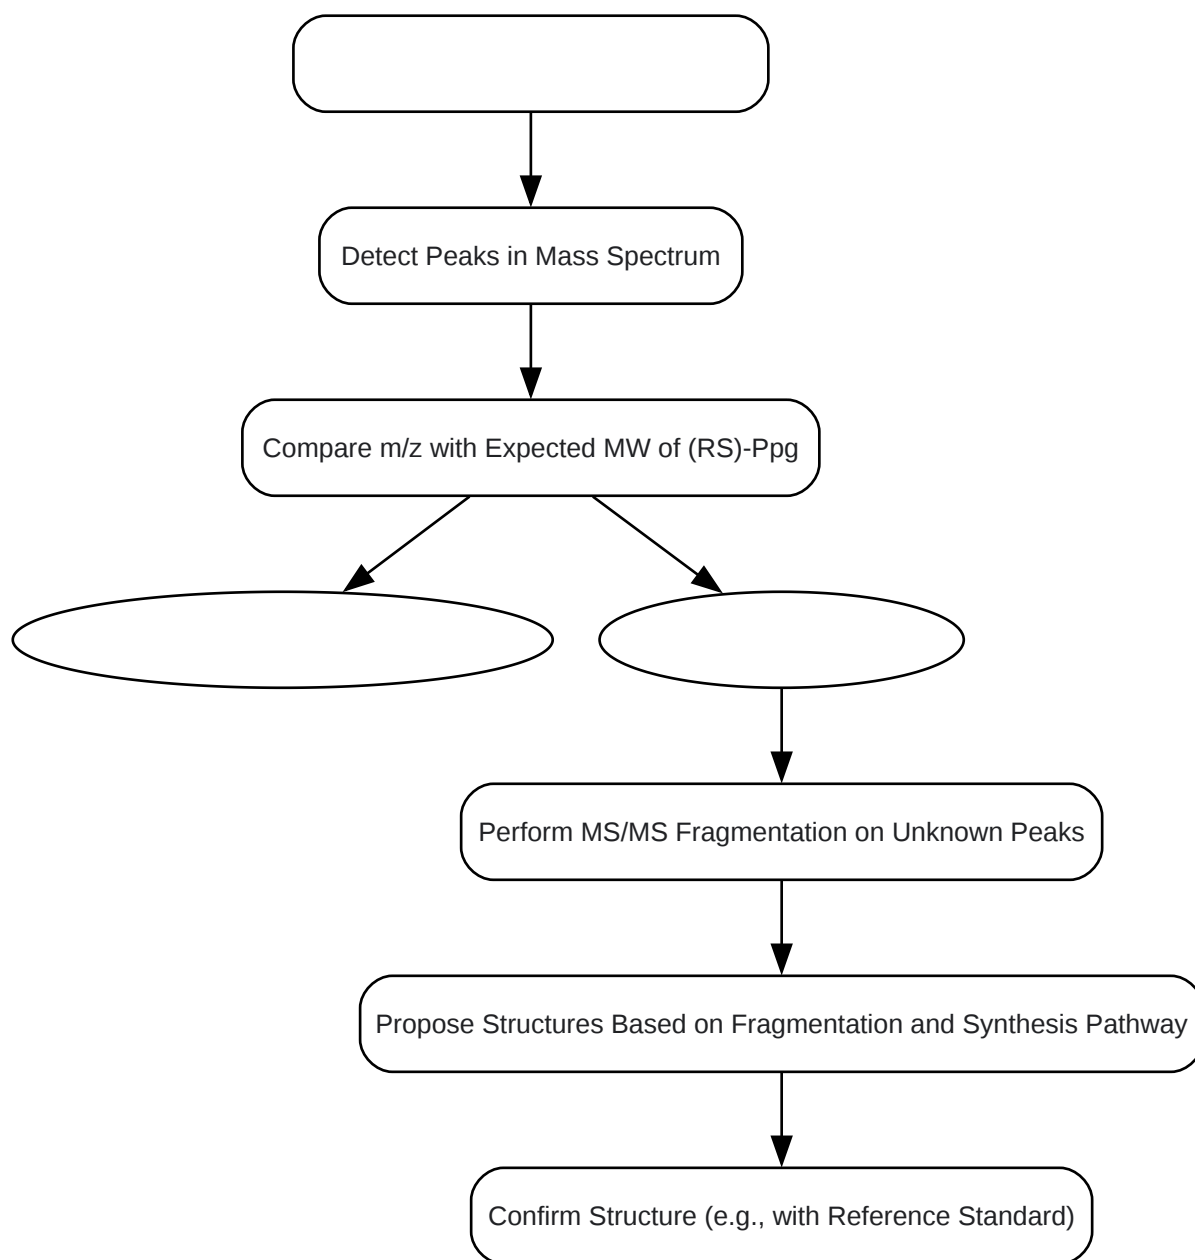 Detect Peaks in Mass Spectrum
Compare m/z with Expected MW of (RS)-Ppg
Perform MS/MS Fragmentation on Unknown Peaks
Propose Structures Based on Fragmentation and Synthesis Pathway
Confirm Structure (e.g., with Reference Standard)